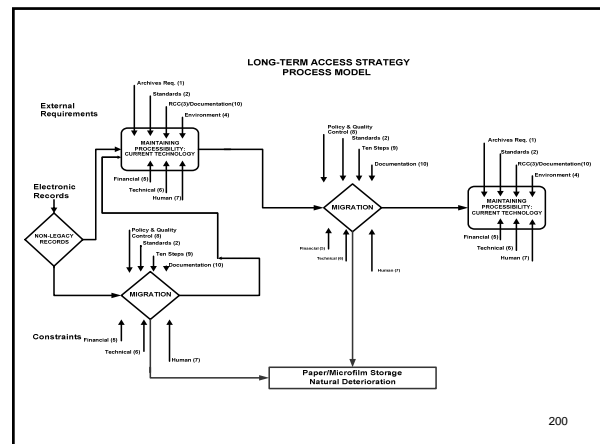 LONG-TERM ACCESS STRATEGY
PROCESS MODEL
External
Requirements
Archives Req. (1)
Standards (2)
RCC(3)/Documentation(10)
Environment (4)
MAINTAINING
PROCESSIBILITY:
CURRENT TECHNOLOGY
Financial (5)
Technical (6)
Human (7)
Electronic
Records
NON-LEGACY
RECORDS
Policy & Quality
Control (8)
Standards (2)
Ten Steps (9)
Documentation (10)
MIGRATION
Constraints
Financial (5)
Technical (6)
Human (7)
Policy & Quality
Control (8)
Standards (2)
Ten Steps (9)
Documentation (10)
MIGRATION
Financial (5)
Technical (6)
Human (7)
Archives Req. (1)
Standards (2)
RCC(3)/Documentation(10)
Environment (4)
MAINTAINING
PROCESSIBILITY:
CURRENT TECHNOLOGY
Financial (5)
Technical (6)
Human (7)
Paper/Microfilm Storage
Natural Deterioration
200